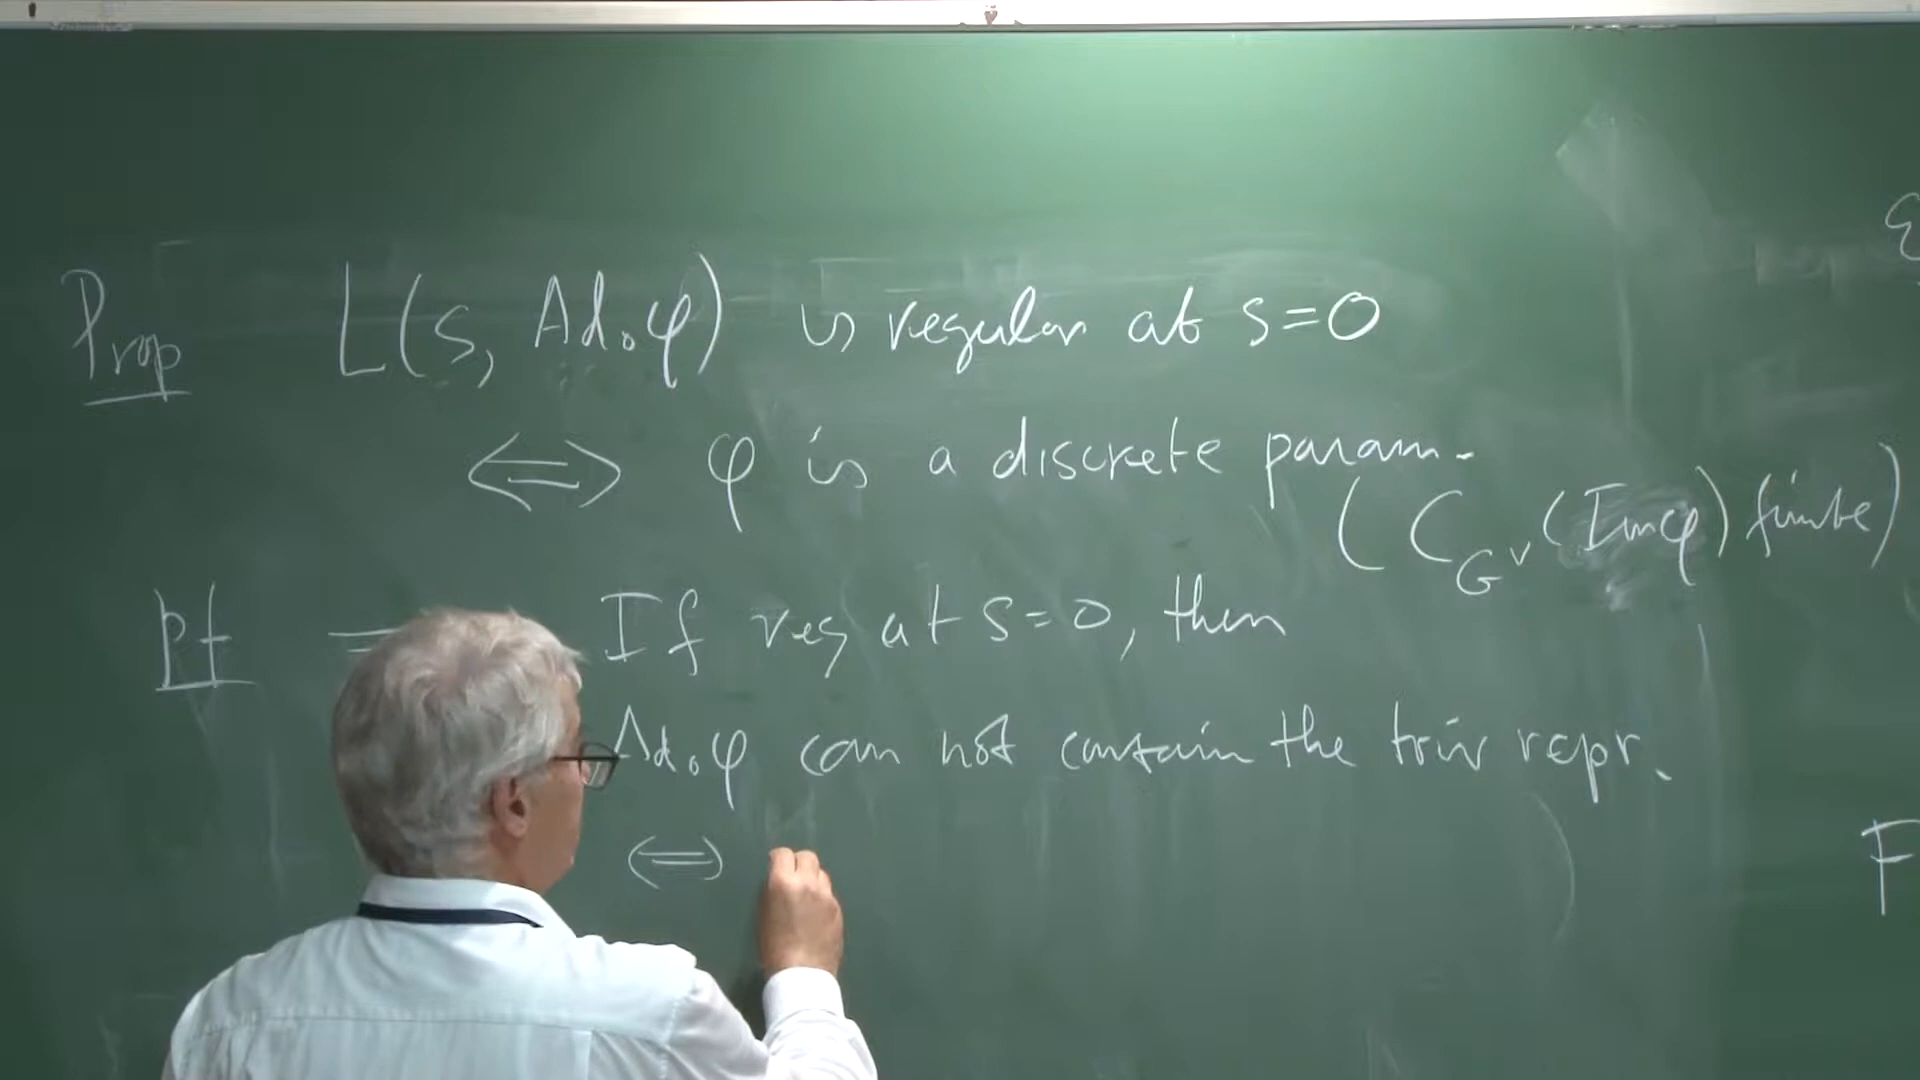 Prop L(s, Ad∘φ) is regular at s=0
⟺ φ is a discrete param.
(C_{G^∨}(Im φ) finite)
pf If reg at s=0, then
Ad∘φ can not contain the triv repr.
⟺
F